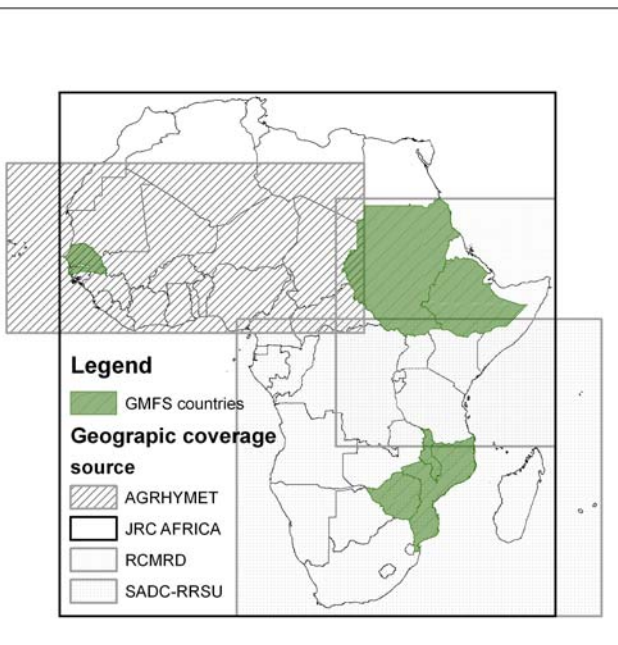 Legend
GMFS countries
Geograpic coverage
source
AGRHYMET
JRC AFRICA
RCMRD
SADC-RRSU